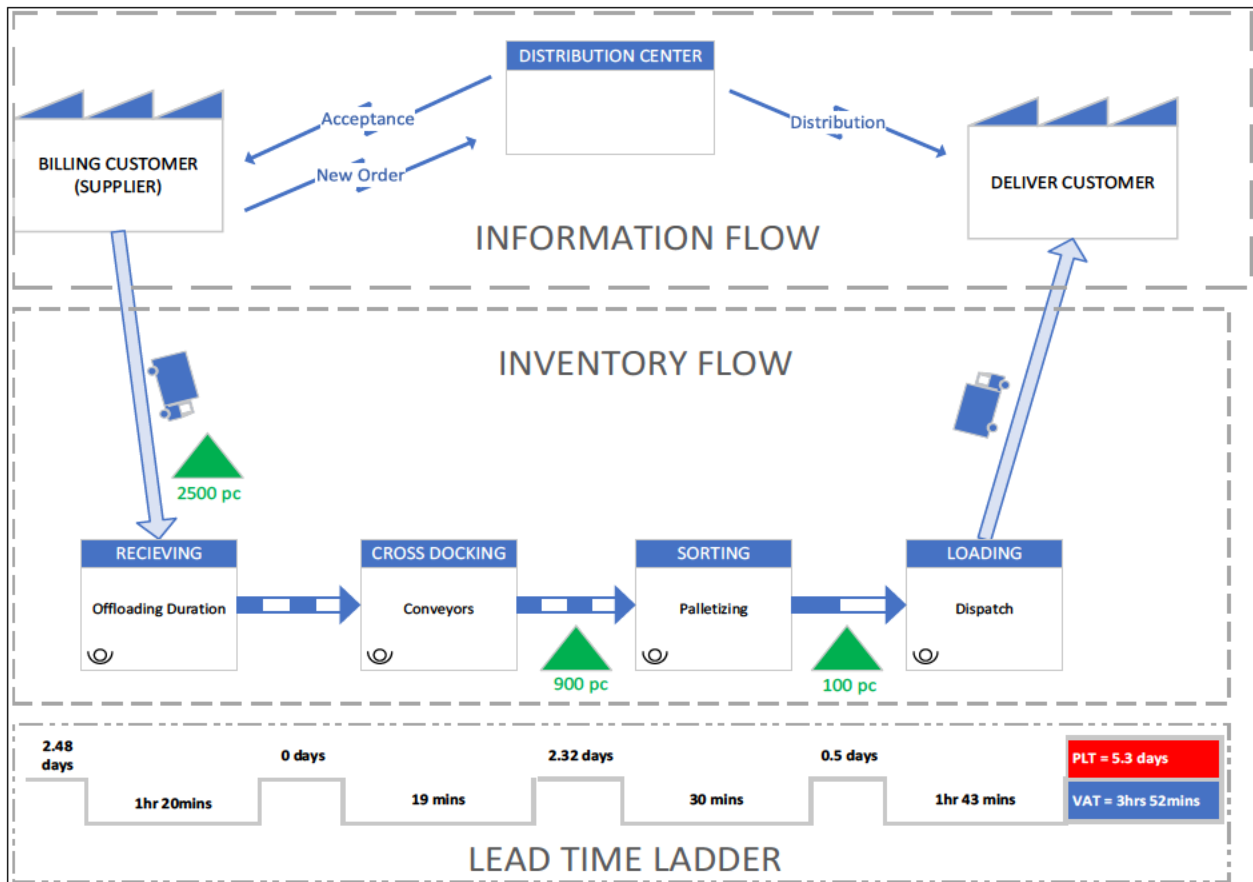 DISTRIBUTION CENTER
Acceptance
Distribution
BILLING CUSTOMER
(SUPPLIER)
New Order
DELIVER CUSTOMER
INFORMATION FLOW
INVENTORY FLOW
2500 pc
RECIEVING
CROSS DOCKING
SORTING
LOADING
Offloading Duration
Conveyors
Palletizing
Dispatch
900 pc
100 pc
2.48
days
0 days
2.32 days
0.5 days
PLT = 5.3 days
1hr 20mins
19 mins
30 mins
1hr 43 mins
VAT = 3hrs 52mins
LEAD TIME LADDER